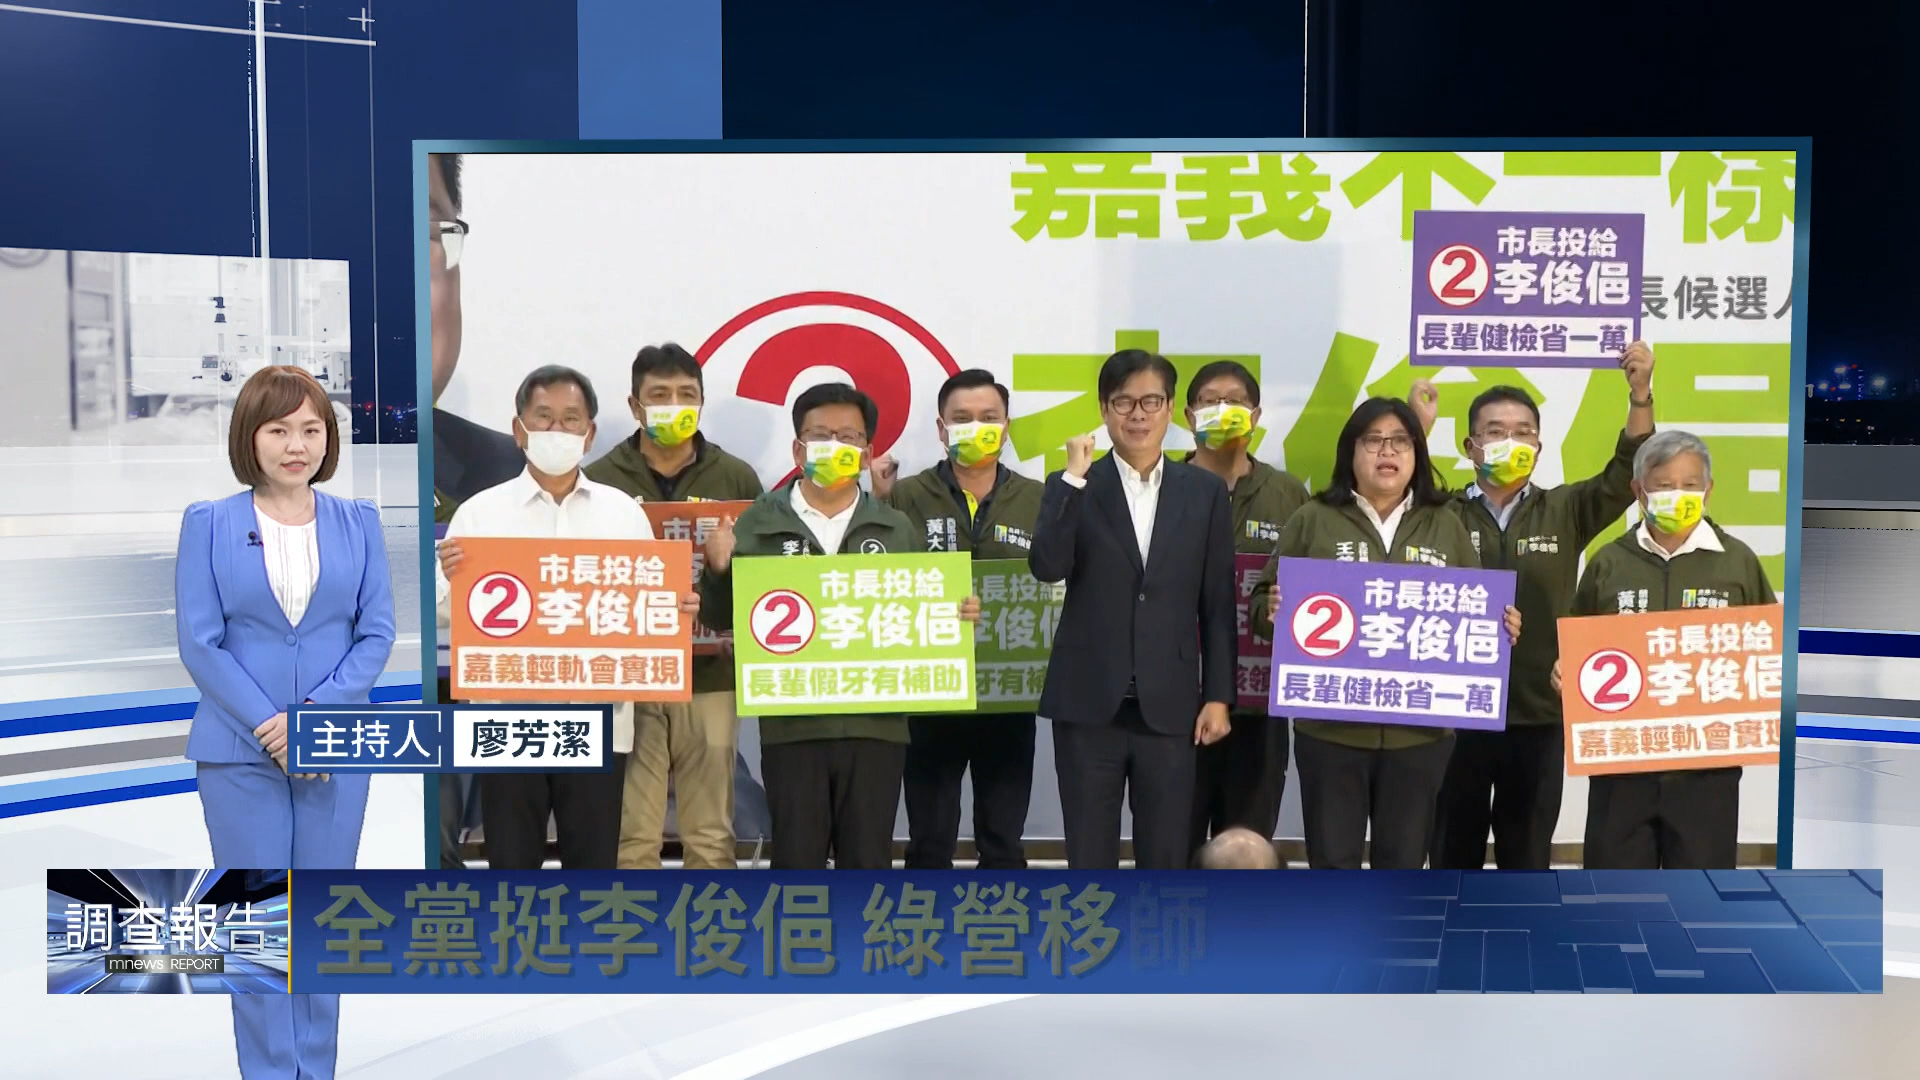 嘉我不一樣
長候選人
市長投給
2 李俊俋
長輩健檢省一萬
市長投給
2 李俊俋
嘉義輕軌會實現
市長投給
2 李俊俋
長輩假牙有補助
市長投給
2 李俊俋
長輩健檢省一萬
市長投給
2 李俊俋
嘉義輕軌會實現
主持人 廖芳潔
調查報告
mnews REPORT
全黨挺李俊俋 綠營移師